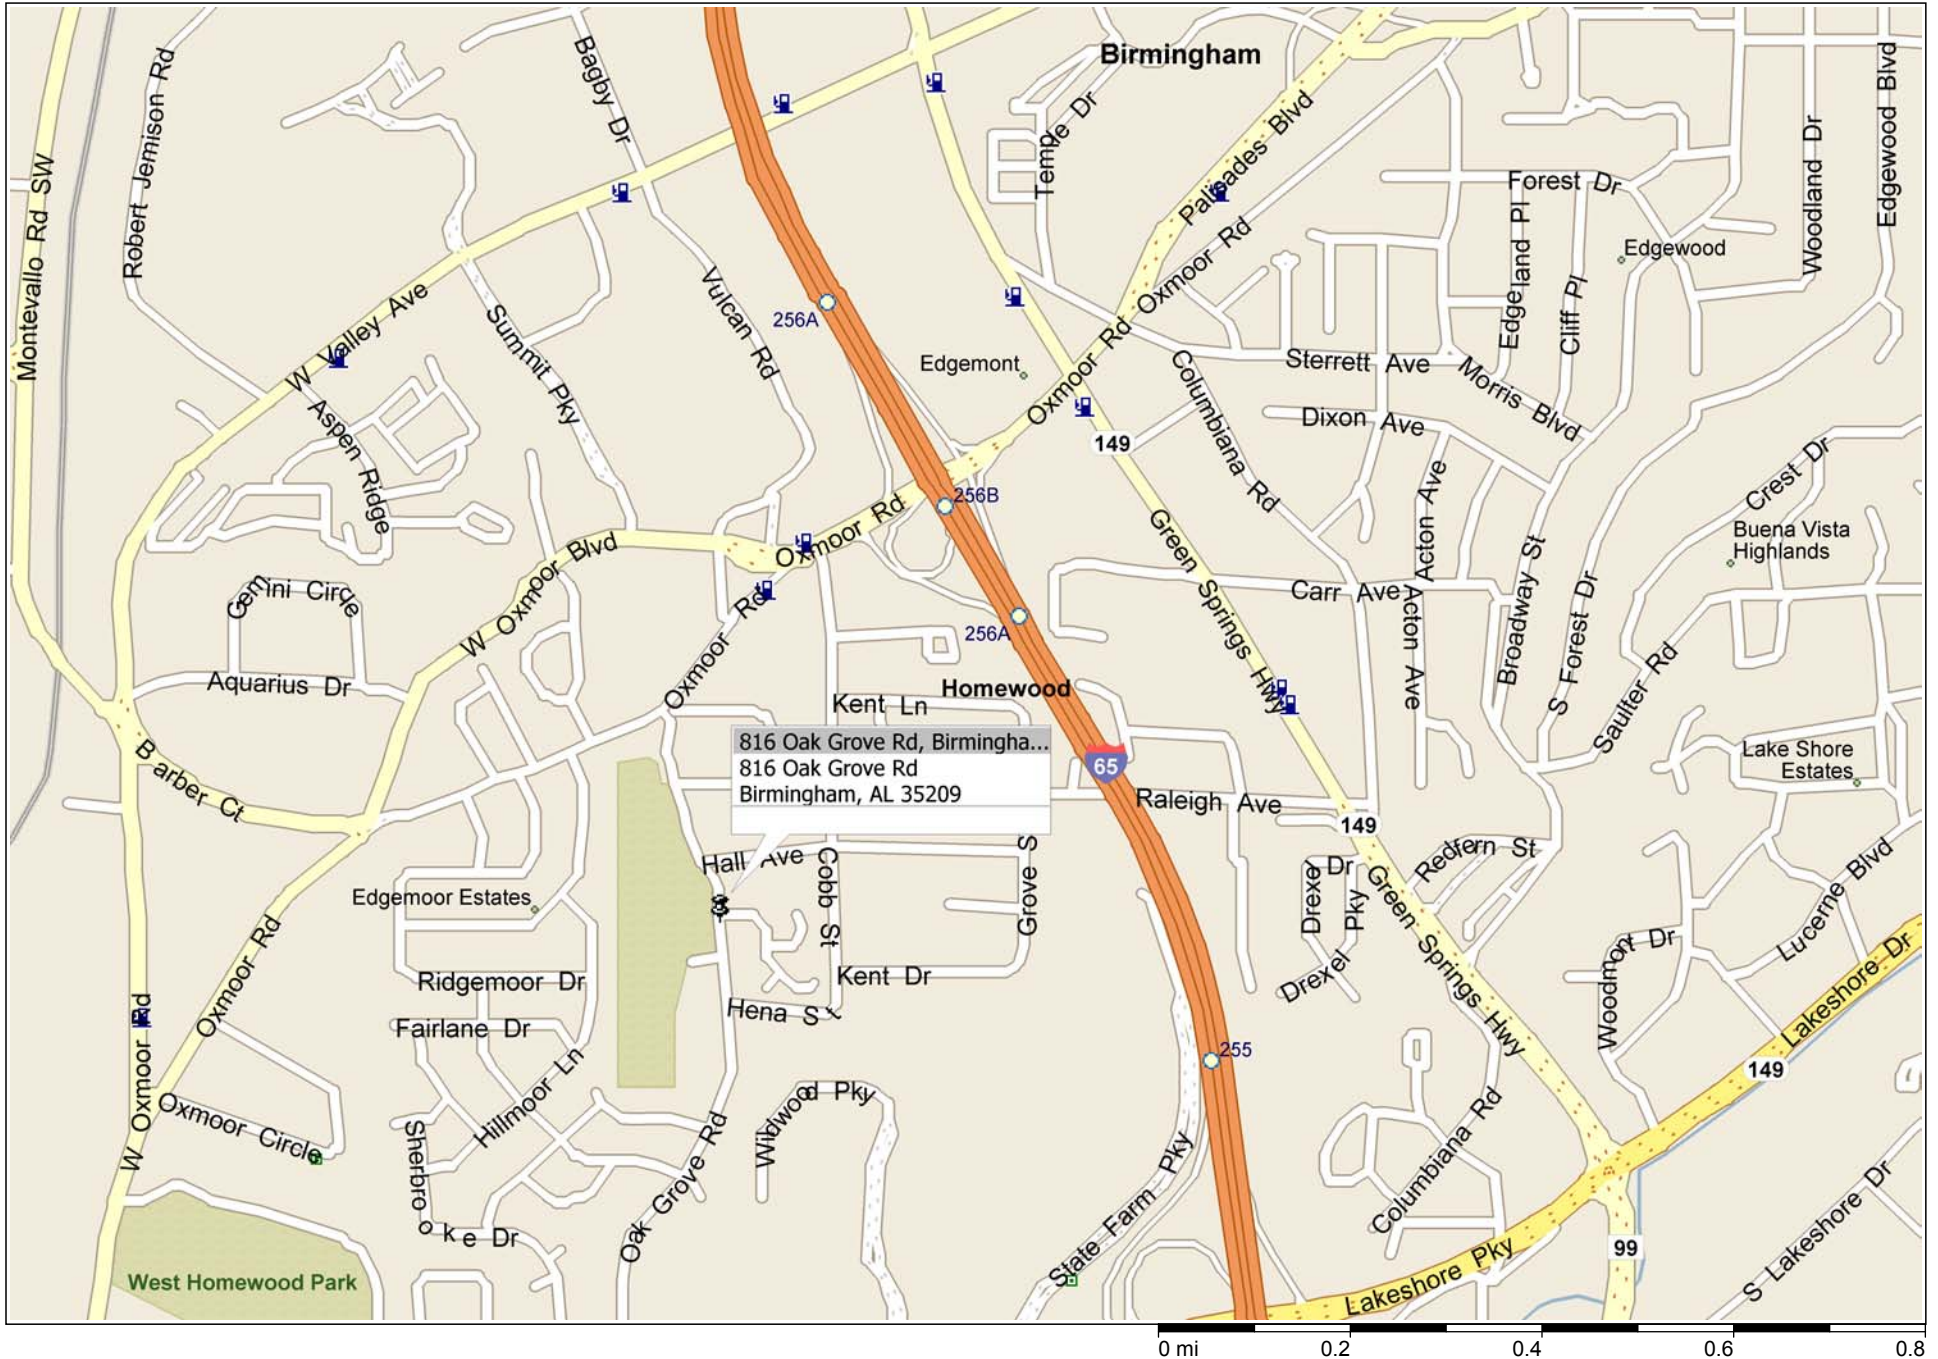 Birmingham
Robert Jemison Rd
Bagby Dr
Montevallo Rd SW
Temple Dr
Palisades Blvd
Forest Dr
Woodland Dr
Edgewood Blvd
Edgewood
Edgeland Pl
Cliff Pl
Oxmoor Rd
Oxmoor Rd
W Valley Ave
Summit Pky
Vulcan Rd
256A
Edgemont
Sterrett Ave
Morris Blvd
Dixon Ave
Columbiana Rd
Aspen Ridge
149
256B
Oxmoor Rd
W Oxmoor Blvd
Green Springs Hwy
Acton Ave
Crest Dr
Buena Vista
Highlands
Gemini Circle
Carr Ave
Acton Ave
Broadway St
S Forest Dr
Saulter Rd
256A
Oxmoor Rd
Aquarius Dr
Homewood
Kent Ln
816 Oak Grove Rd, Birmingha...
816 Oak Grove Rd
Birmingham, AL 35209
65
Raleigh Ave
149
Lake Shore
Estates
Barber Ct
Hall Ave
Cobb St
Grove S
Drexel Dr
Pky
Drexel
Redfern St
Green Springs Hwy
Lucerne Blvd
Woodmont Dr
Lakeshore Dr
149
Edgemoor Estates
Oxmoor Rd
Ridgemoor Dr
Kent Dr
Hena St
Fairlane Dr
Hillmoor Ln
W Oxmoor Rd
Oxmoor Circle
Sherbrooke Dr
Oak Grove Rd
Wildwood Pky
255
State Farm Pky
Columbiana Rd
Lakeshore Pky
99
S Lakeshore Dr
West Homewood Park
0 mi 0.2 0.4 0.6 0.8